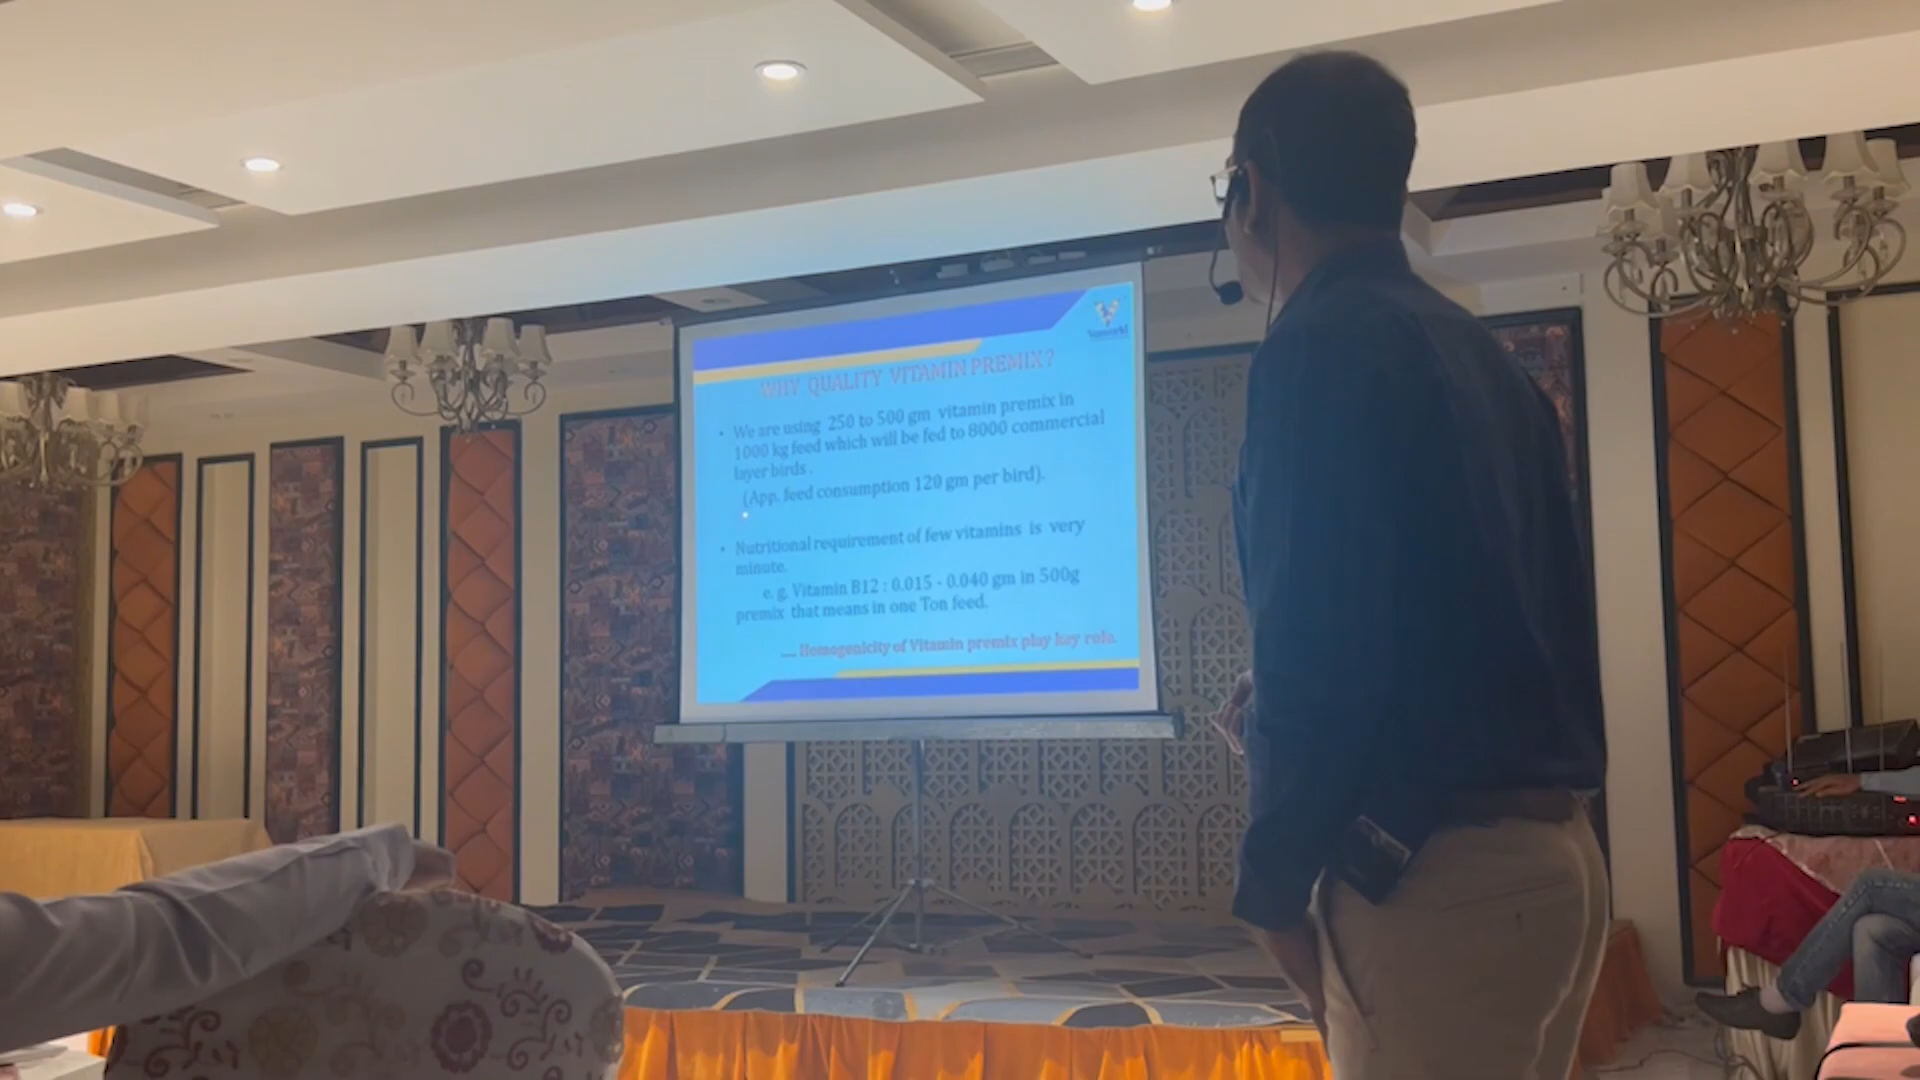 WHY QUALITY VITAMIN PREMIX?
• We are using 250 to 500 gm vitamin premix in
1000 kg feed which will be fed to 8000 commercial
layer birds.
(App. feed consumption 120 gm per bird).
• Nutritional requirement of few vitamins is very
minute.
e. g. Vitamin B12 : 0.015 - 0.040 gm in 500g
premix that means in one Ton feed.
.... Homogenicity of Vitamin premix play key role.